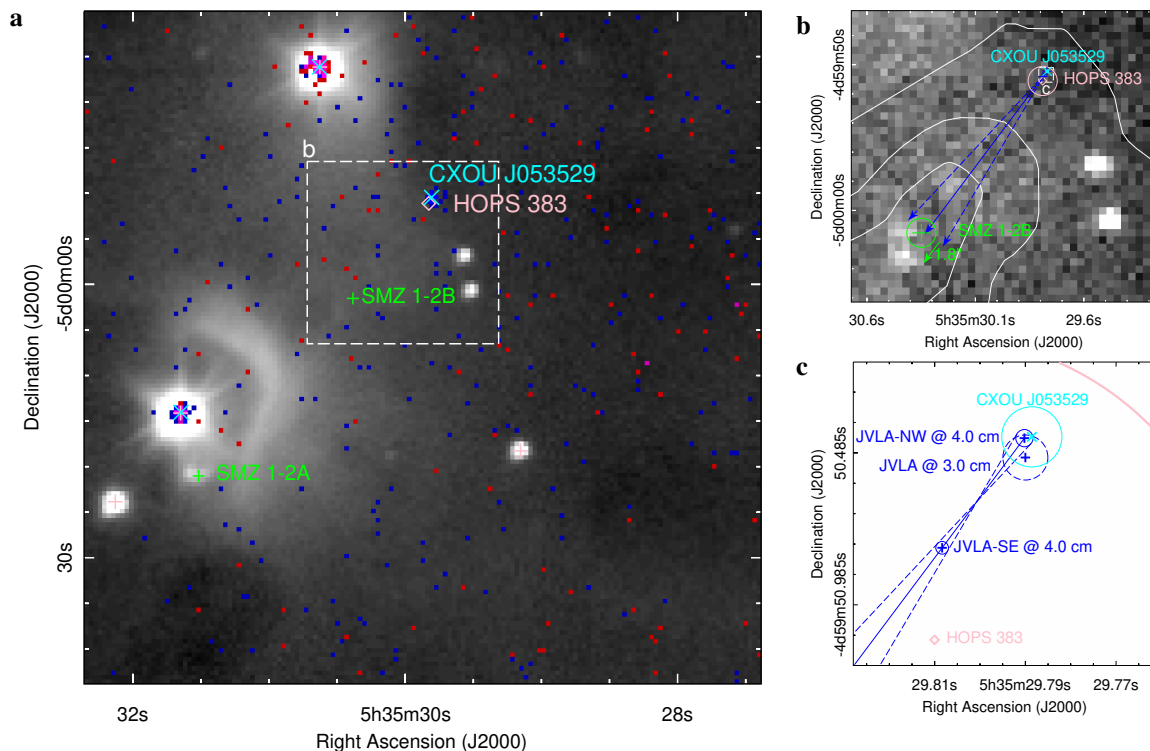 a
b
CXOU J053529
HOPS 383
SMZ 1-2B
SMZ 1-2A
-5d00m00s
30s
Declination (J2000)
32s
5h35m30s
28s
Right Ascension (J2000)
b
CXOU J053529
HOPS 383
c
SMZ 1-2B
1.8"
-4d59m50s
-5d00m00s
Declination (J2000)
30.6s
5h35m30.1s
29.6s
Right Ascension (J2000)
c
CXOU J053529
JVLA-NW @ 4.0 cm
JVLA @ 3.0 cm
JVLA-SE @ 4.0 cm
HOPS 383
50.485s
-4d59m50.985s
Declination (J2000)
29.81s
5h35m29.79s
29.77s
Right Ascension (J2000)